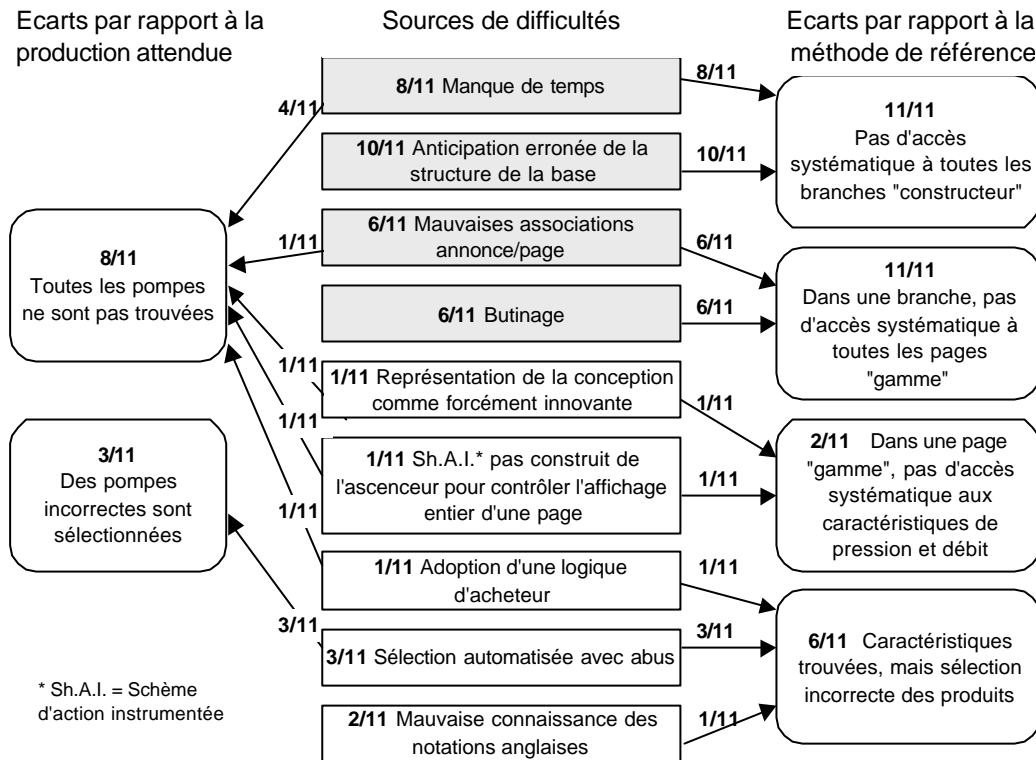 Ecarts par rapport à la
production attendue
Sources de difficultés
Ecarts par rapport à la
méthode de référence
8/11 Manque de temps
10/11 Anticipation erronée de la
structure de la base
6/11 Mauvaises associations
annonce/page
6/11 Butinage
1/11 Représentation de la conception
comme forcément innovante
1/11 Sh.A.I.* pas construit de
l'ascenceur pour contrôler l'affichage
entier d'une page
1/11 Adoption d'une logique
d'acheteur
3/11 Sélection automatisée avec abus
2/11 Mauvaise connaissance des
notations anglaises
4/11
1/11
1/11
1/11
1/11
3/11
8/11
Toutes les pompes
ne sont pas trouvées
3/11
Des pompes
incorrectes sont
sélectionnées
* Sh.A.I. = Schème
d'action instrumentée
8/11
10/11
6/11
6/11
1/11
1/11
1/11
3/11
1/11
11/11
Pas d'accès
systématique à toutes les
branches "constructeur"
11/11
Dans une branche, pas
d'accès systématique à
toutes les pages
"gamme"
2/11 Dans une page
"gamme", pas d'accès
systématique aux
caractéristiques de
pression et débit
6/11 Caractéristiques
trouvées, mais sélection
incorrecte des produits